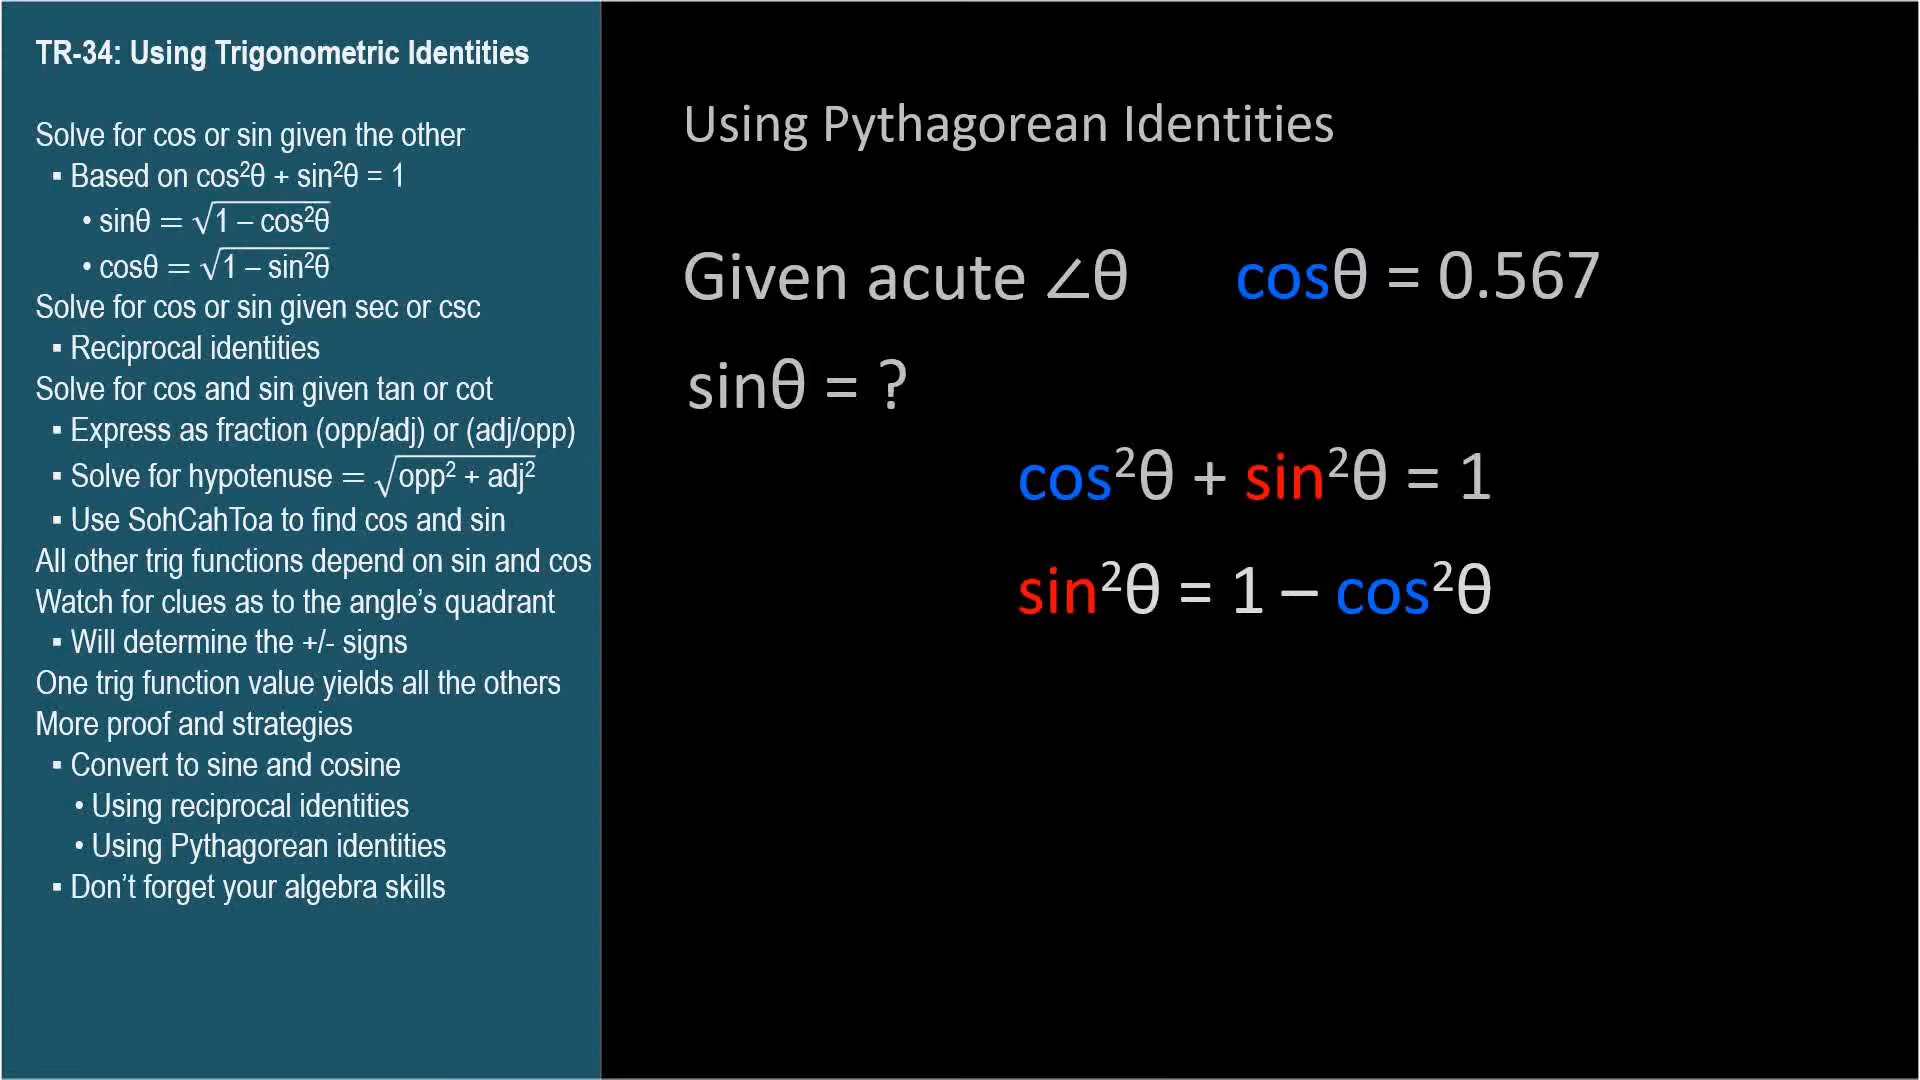 TR-34: Using Trigonometric Identities
Solve for cos or sin given the other
▪ Based on cos²θ + sin²θ = 1
• sinθ = √(1 – cos²θ)
• cosθ = √(1 – sin²θ)
Solve for cos or sin given sec or csc
▪ Reciprocal identities
Solve for cos and sin given tan or cot
▪ Express as fraction (opp/adj) or (adj/opp)
▪ Solve for hypotenuse = √(opp² + adj²)
▪ Use SohCahToa to find cos and sin
All other trig functions depend on sin and cos
Watch for clues as to the angle’s quadrant
▪ Will determine the +/- signs
One trig function value yields all the others
More proof and strategies
▪ Convert to sine and cosine
• Using reciprocal identities
• Using Pythagorean identities
▪ Don’t forget your algebra skills
Using Pythagorean Identities
Given acute ∠θ cosθ = 0.567
sinθ = ?
cos²θ + sin²θ = 1
sin²θ = 1 – cos²θ